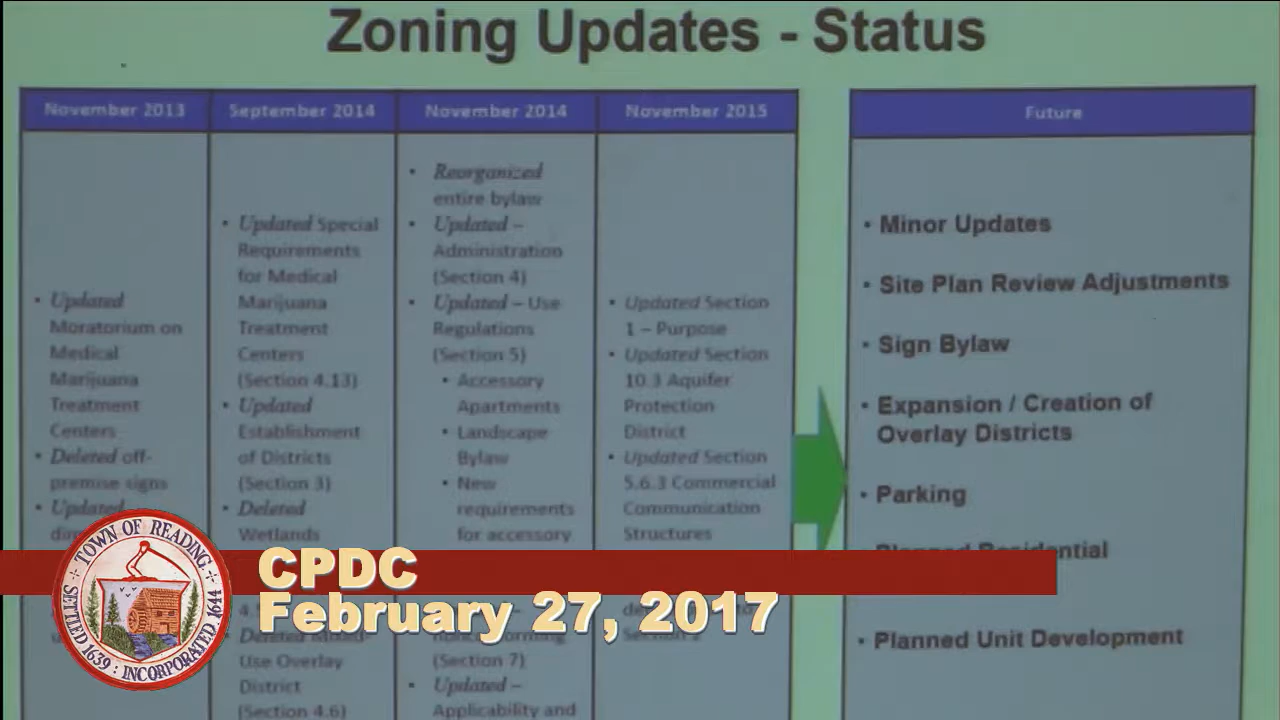 Zoning Updates - Status
November 2013
• Updated
Moratorium on
Medical
Marijuana
Treatment
Centers
• Deleted off-
premise signs
• Updated
September 2014
• Updated Special
Requirements
for Medical
Marijuana
Treatment
Centers
(Section 4.13)
• Updated
Establishment
of Districts
(Section 3)
• Deleted
Wetlands
• Deleted Mixed-
Use Overlay
District
(Section 4.6)
November 2014
• Reorganized
entire bylaw
• Updated –
Administration
(Section 4)
• Updated – Use
Regulations
(Section 5)
• Accessory
Apartments
• Landscape
Bylaw
• New
requirements
for accessory
(Section 7)
• Updated –
Applicability and
November 2015
• Updated Section
1 – Purpose
• Updated Section
10.3 Aquifer
Protection
District
• Updated Section
5.6.3 Commercial
Communication
Structures
Future
• Minor Updates
• Site Plan Review Adjustments
• Sign Bylaw
• Expansion / Creation of
Overlay Districts
• Parking
Planned Residential
• Planned Unit Development
TOWN OF READING
SETTLED 1639 : INCORPORATED 1644
CPDC
February 27, 2017